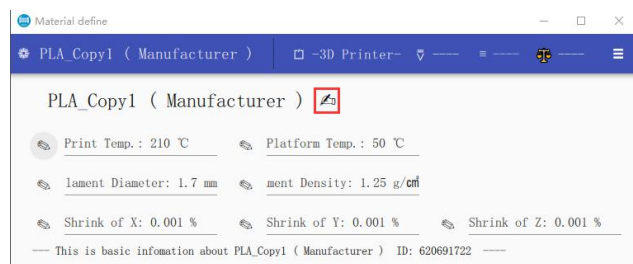 Material define
PLA_Copy1 ( Manufacturer ) -3D Printer- ---- ---- ----
PLA_Copy1 ( Manufacturer )
Print Temp.: 210 ℃ Platform Temp.: 50 ℃
lament Diameter: 1.7 mm ment Density: 1.25 g/cm³
Shrink of X: 0.001 % Shrink of Y: 0.001 % Shrink of Z: 0.001 %
---- This is basic infomation about PLA_Copy1 ( Manufacturer ) ID: 620691722 ----